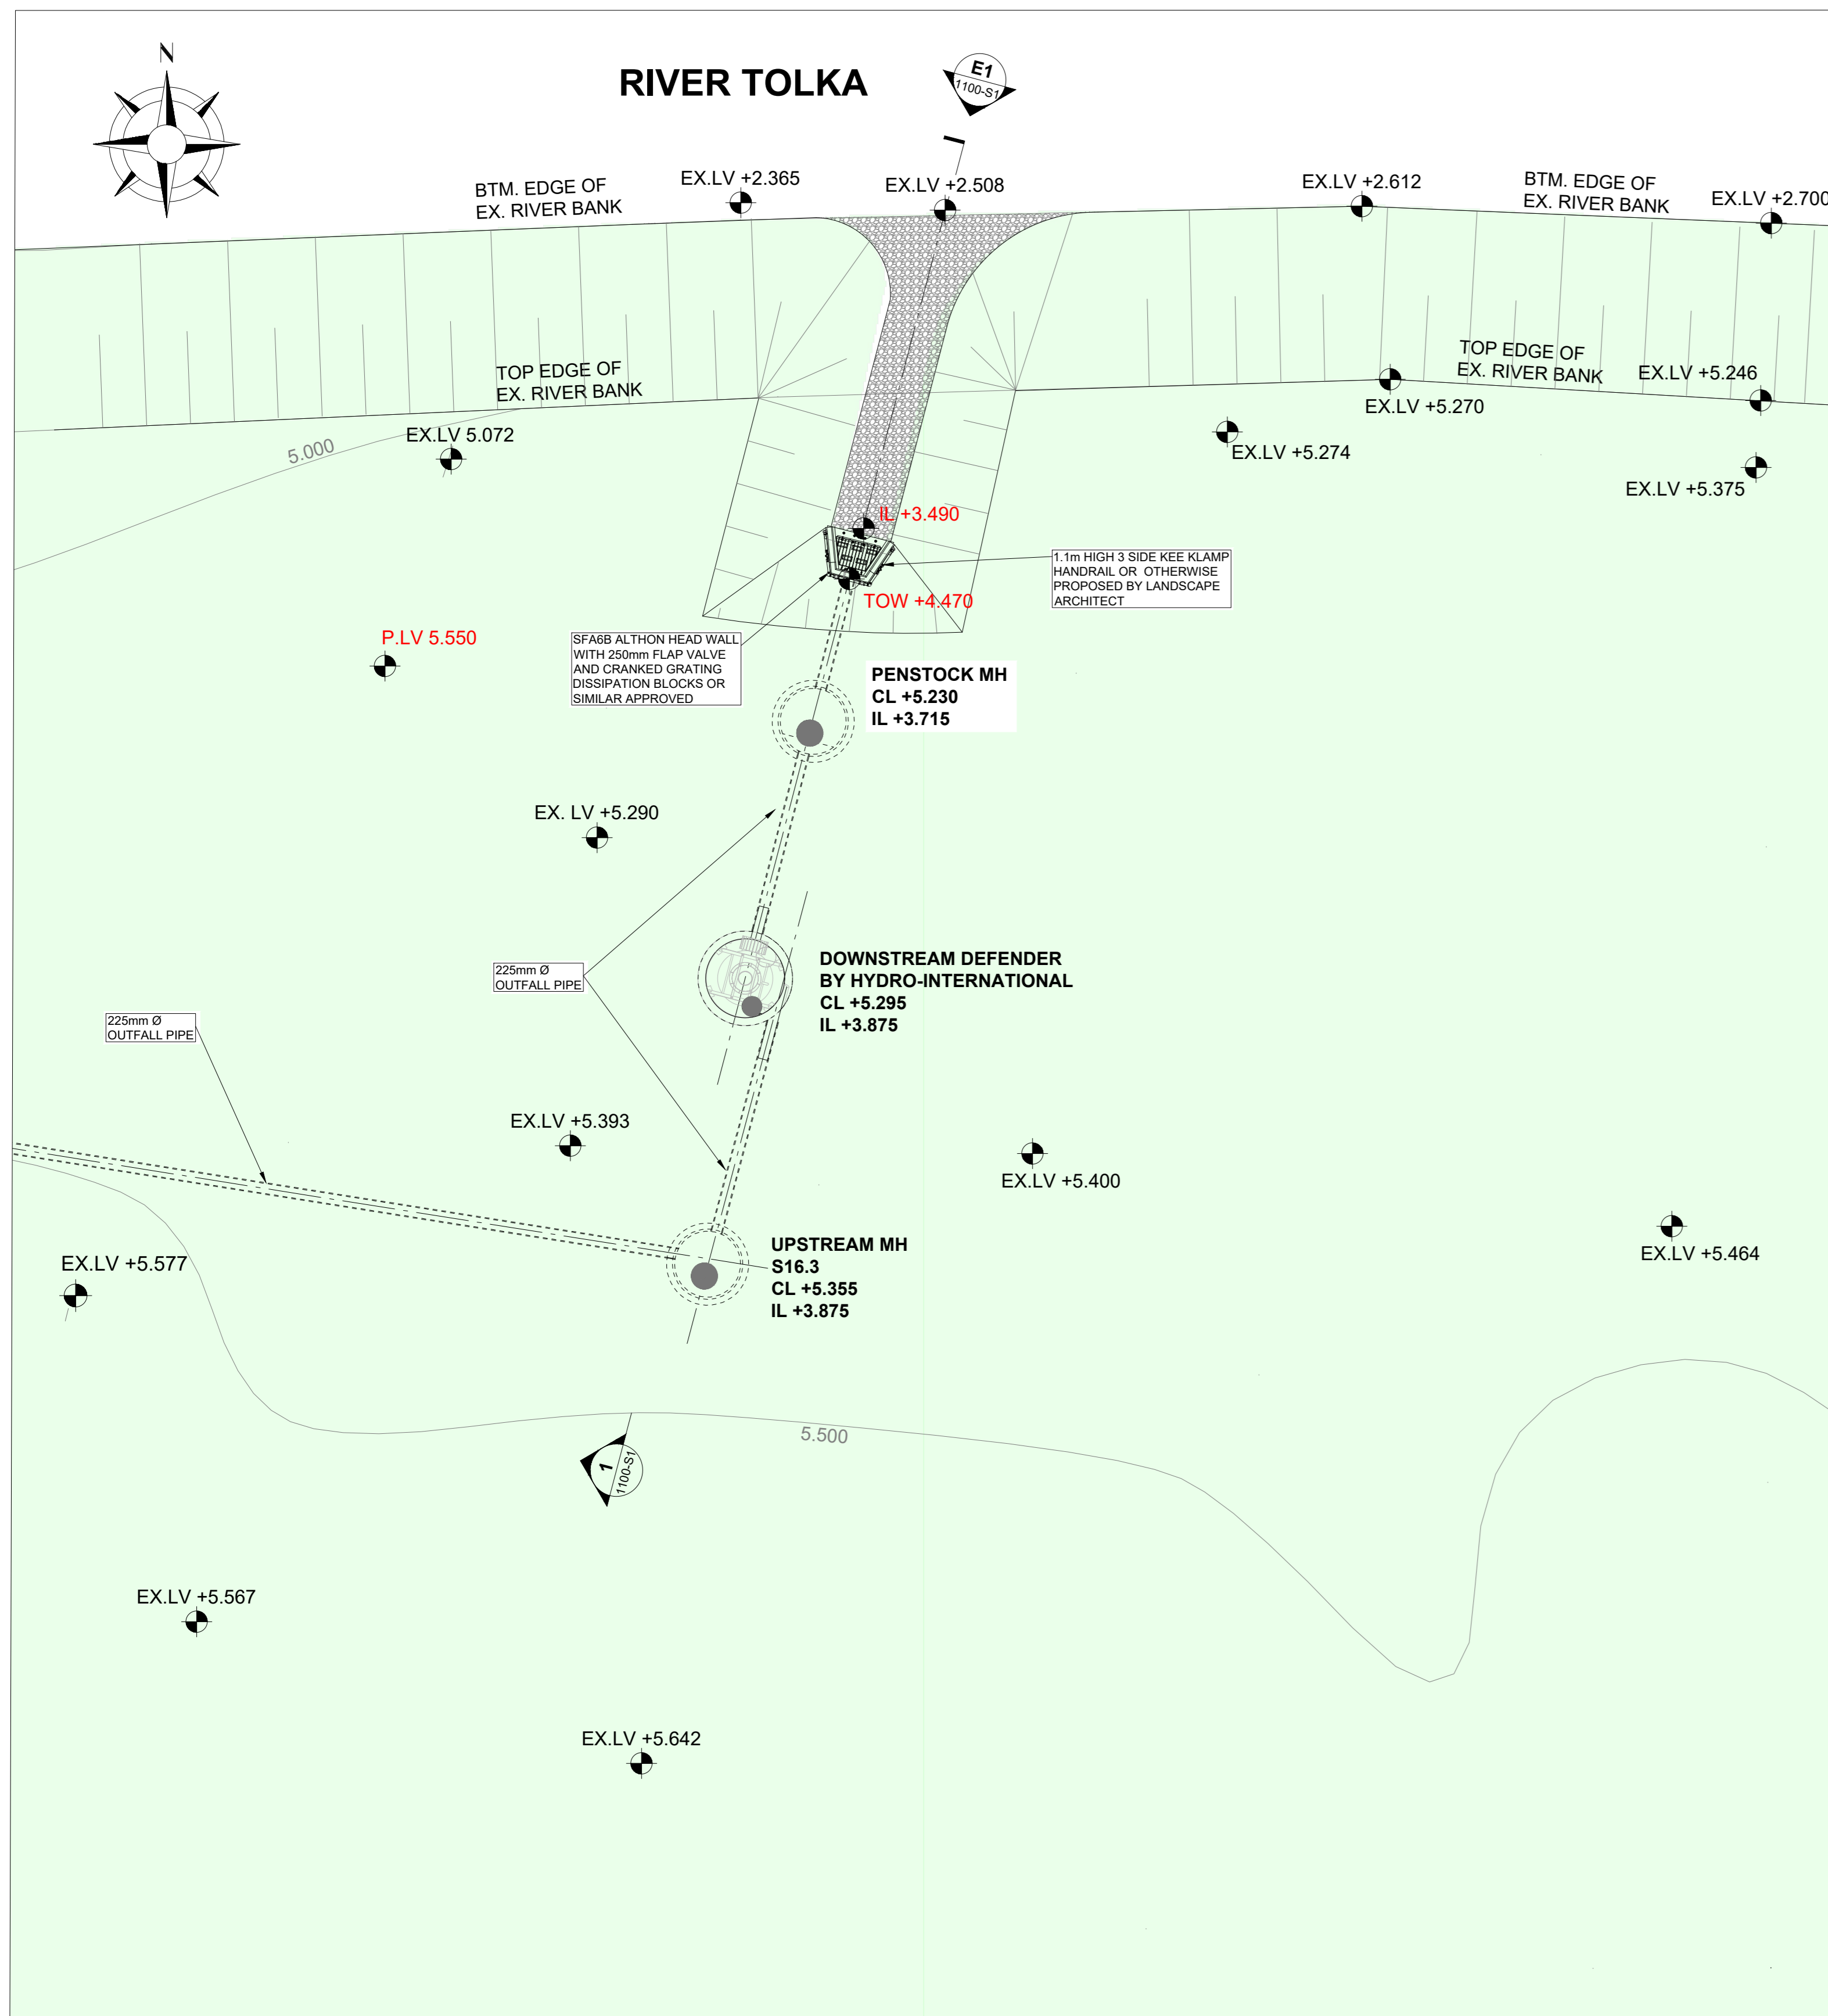 N
RIVER TOLKA
E1
1100-S1
BTM. EDGE OF
EX. RIVER BANK
EX.LV +2.365
EX.LV +2.508
EX.LV +2.612
BTM. EDGE OF
EX. RIVER BANK
EX.LV +2.700
TOP EDGE OF
EX. RIVER BANK
TOP EDGE OF
EX. RIVER BANK
EX.LV +5.246
EX.LV +5.270
5.000
EX.LV 5.072
EX.LV +5.274
EX.LV +5.375
IL +3.490
1.1m HIGH 3 SIDE KEE KLAMP
HANDRAIL OR OTHERWISE
PROPOSED BY LANDSCAPE
ARCHITECT
TOW +4.470
P.LV 5.550
SFA6B ALTHON HEAD WALL
WITH 250mm FLAP VALVE
AND CRANKED GRATING
DISSIPATION BLOCKS OR
SIMILAR APPROVED
PENSTOCK MH
CL +5.230
IL +3.715
EX. LV +5.290
225mm Ø
OUTFALL PIPE
DOWNSTREAM DEFENDER
BY HYDRO-INTERNATIONAL
CL +5.295
IL +3.875
225mm Ø
OUTFALL PIPE
EX.LV +5.393
EX.LV +5.400
EX.LV +5.464
EX.LV +5.577
UPSTREAM MH
S16.3
CL +5.355
IL +3.875
5.500
1
1100-S1
EX.LV +5.567
EX.LV +5.642